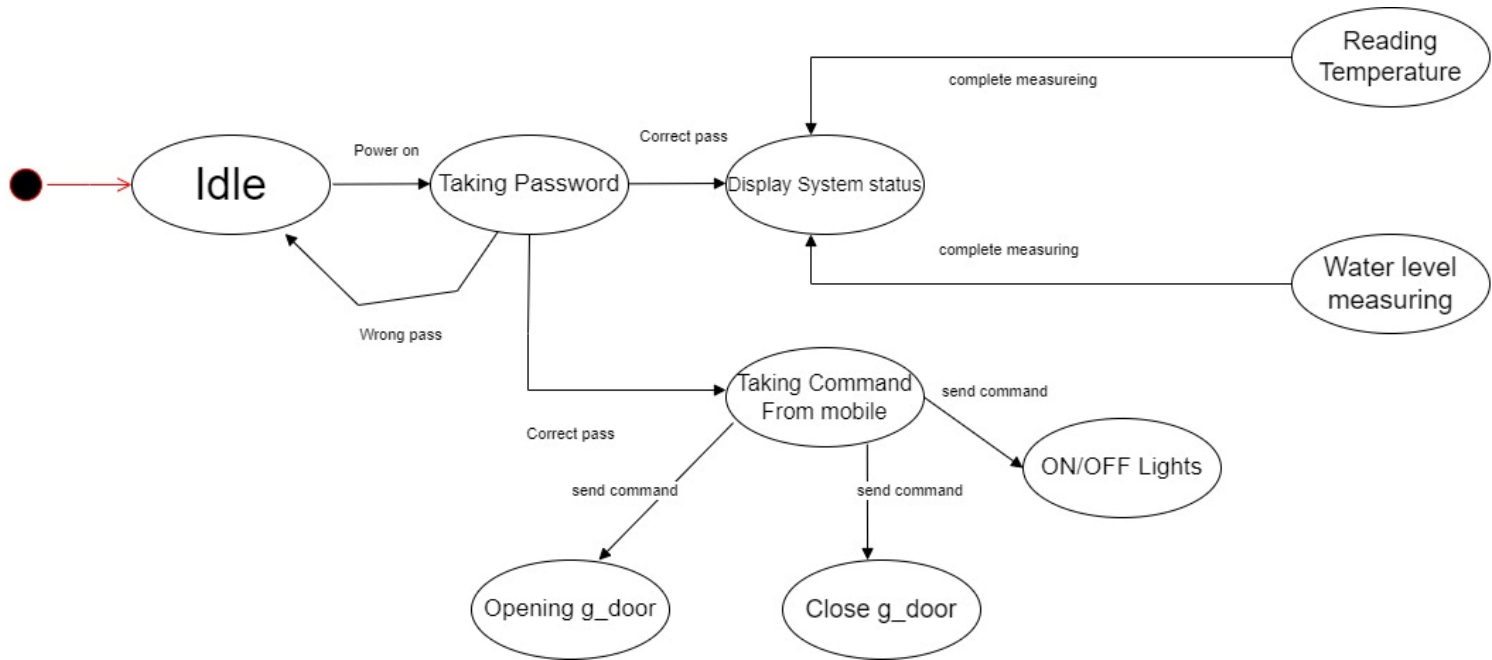 Reading
Temperature
complete measureing
Correct pass
Power on
Idle
Taking Password
Display System status
complete measuring
Water level
measuring
Wrong pass
Taking Command
From mobile
send command
Correct pass
ON/OFF Lights
send command
send command
Opening g_door
Close g_door